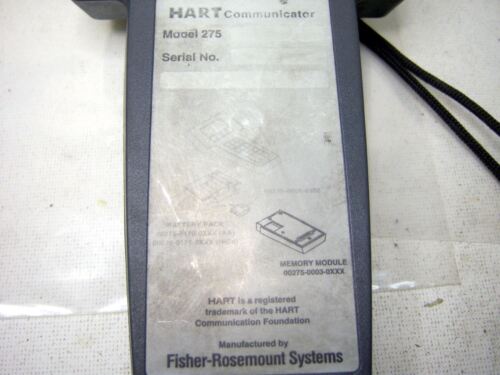 HART Communicator
Model 275
Serial No.
BATTERY PACK
MEMORY MODULE
00275-0003-0XXX
HART is a registered
trademark of the HART
Communication Foundation
Manufactured by
Fisher-Rosemount Systems